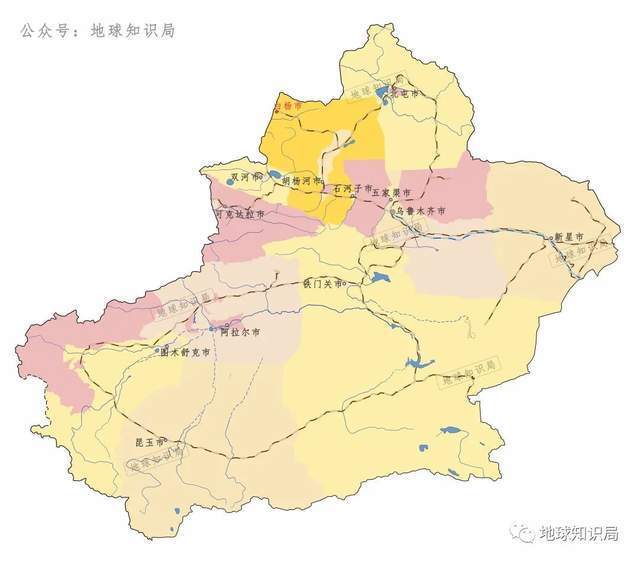 公众号：地球知识局
地球知识局
北屯市
白杨市
双河市
胡杨河市
石河子市
五家渠市
可克达拉市
乌鲁木齐市
地球知识局
新星市
地球知识局
铁门关市
地球知识局
阿拉尔市
图木舒克市
地球知识局
昆玉市
地球知识局
地球知识局